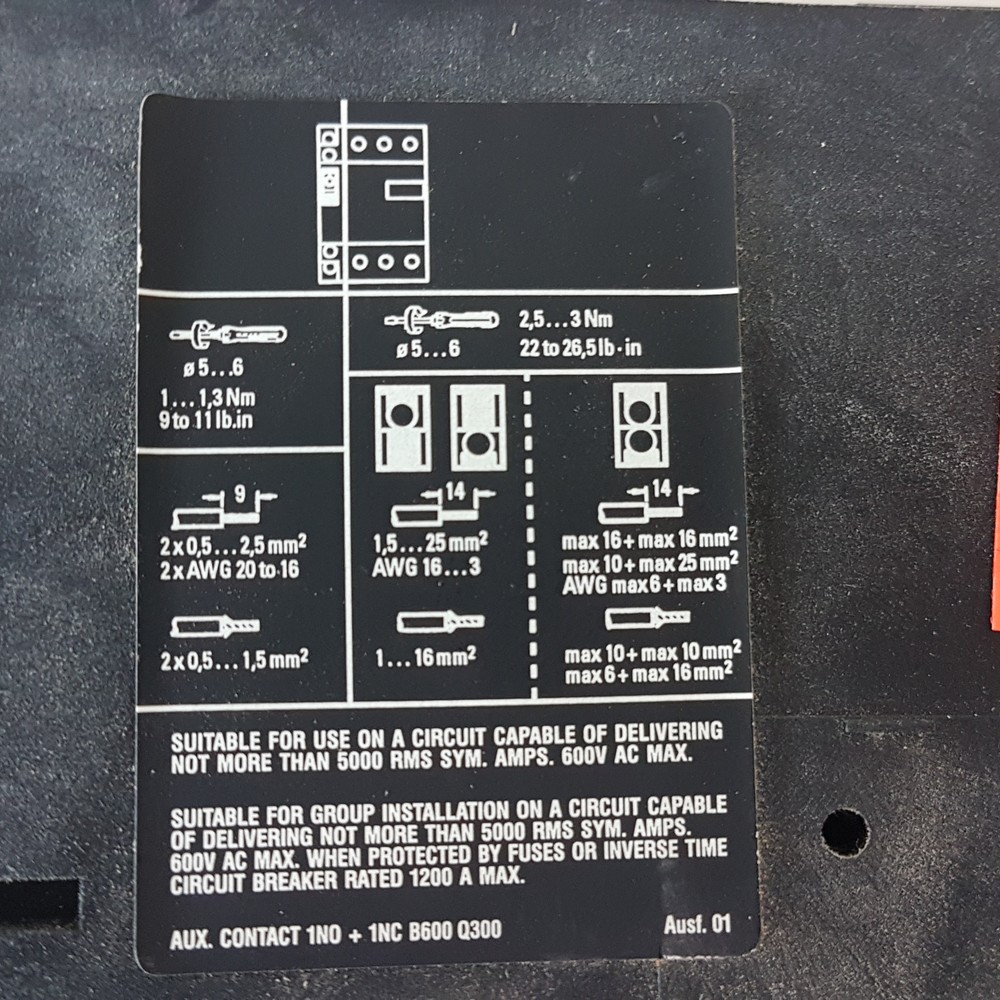 ø 5...6
1...1,3 Nm
9 to 11 lb.in
9
2 x 0,5...2,5 mm²
2 x AWG 20 to 16
2 x 0,5...1,5 mm²
ø 5...6
2,5...3 Nm
22 to 26,5 lb·in
14
1,5...25 mm²
AWG 16...3
1...16 mm²
14
max 16 + max 16 mm²
max 10 + max 25 mm²
AWG max 6 + max 3
max 10 + max 10 mm²
max 6 + max 16 mm²
SUITABLE FOR USE ON A CIRCUIT CAPABLE OF DELIVERING
NOT MORE THAN 5000 RMS SYM. AMPS. 600V AC MAX.
SUITABLE FOR GROUP INSTALLATION ON A CIRCUIT CAPABLE
OF DELIVERING NOT MORE THAN 5000 RMS SYM. AMPS.
600V AC MAX. WHEN PROTECTED BY FUSES OR INVERSE TIME
CIRCUIT BREAKER RATED 1200 A MAX.
AUX. CONTACT 1NO + 1NC B600 Q300
Ausf. 01